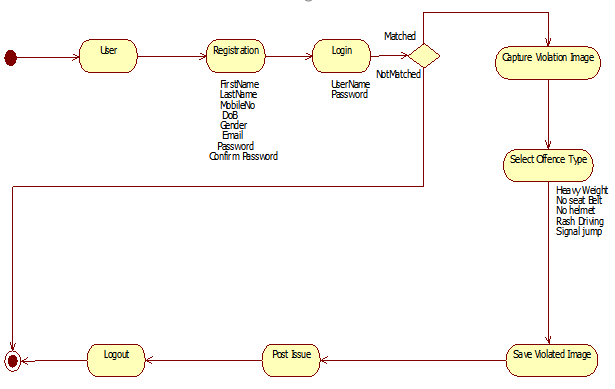 User
Registration
Login
Matched
NotMatched
Capture Violation Image
FirstName
LastName
MobileNo
DoB
Gender
Email
Password
Confirm Password
UserName
Password
Select Offence Type
Heavy Weight
No seat Belt
No helmet
Rash Driving
Signal jump
Logout
Post Issue
Save Violated Image